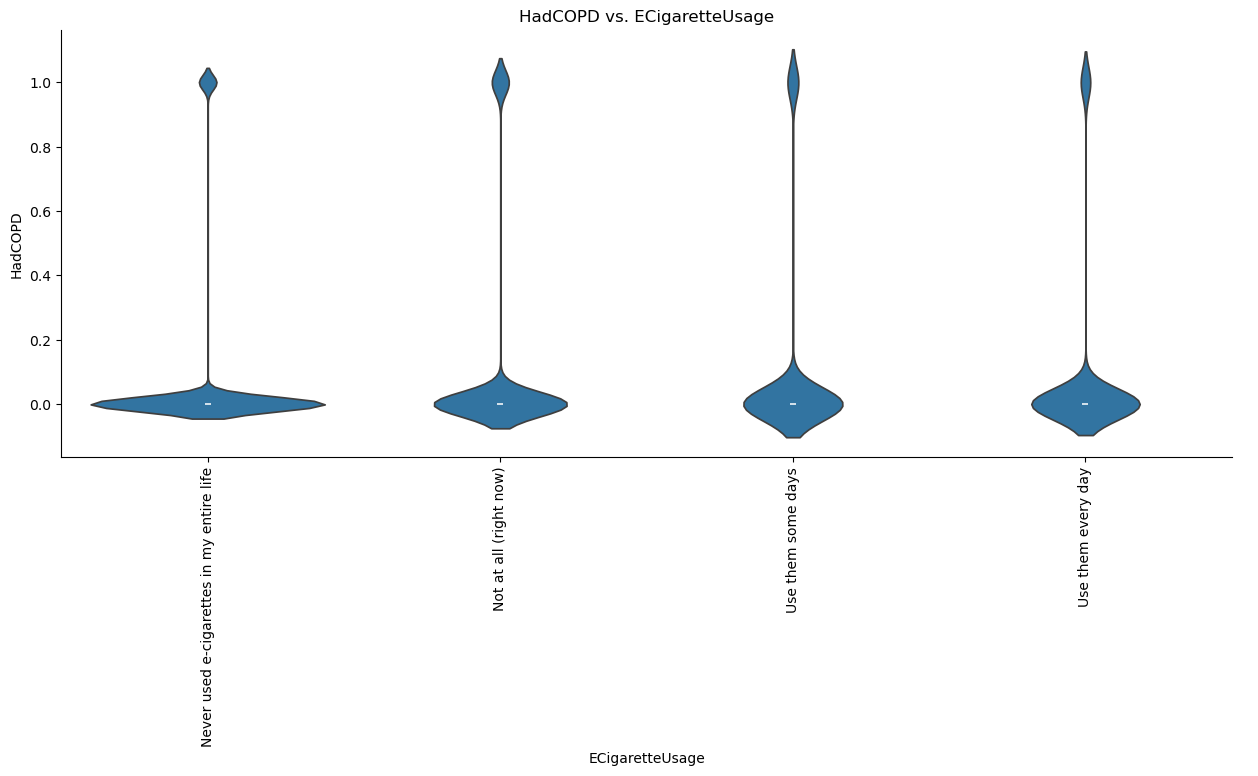 HadCOPD vs. ECigaretteUsage
1.0
0.8
0.6
0.4
0.2
0.0
HadCOPD
Never used e-cigarettes in my entire life
Not at all (right now)
Use them some days
Use them every day
ECigaretteUsage